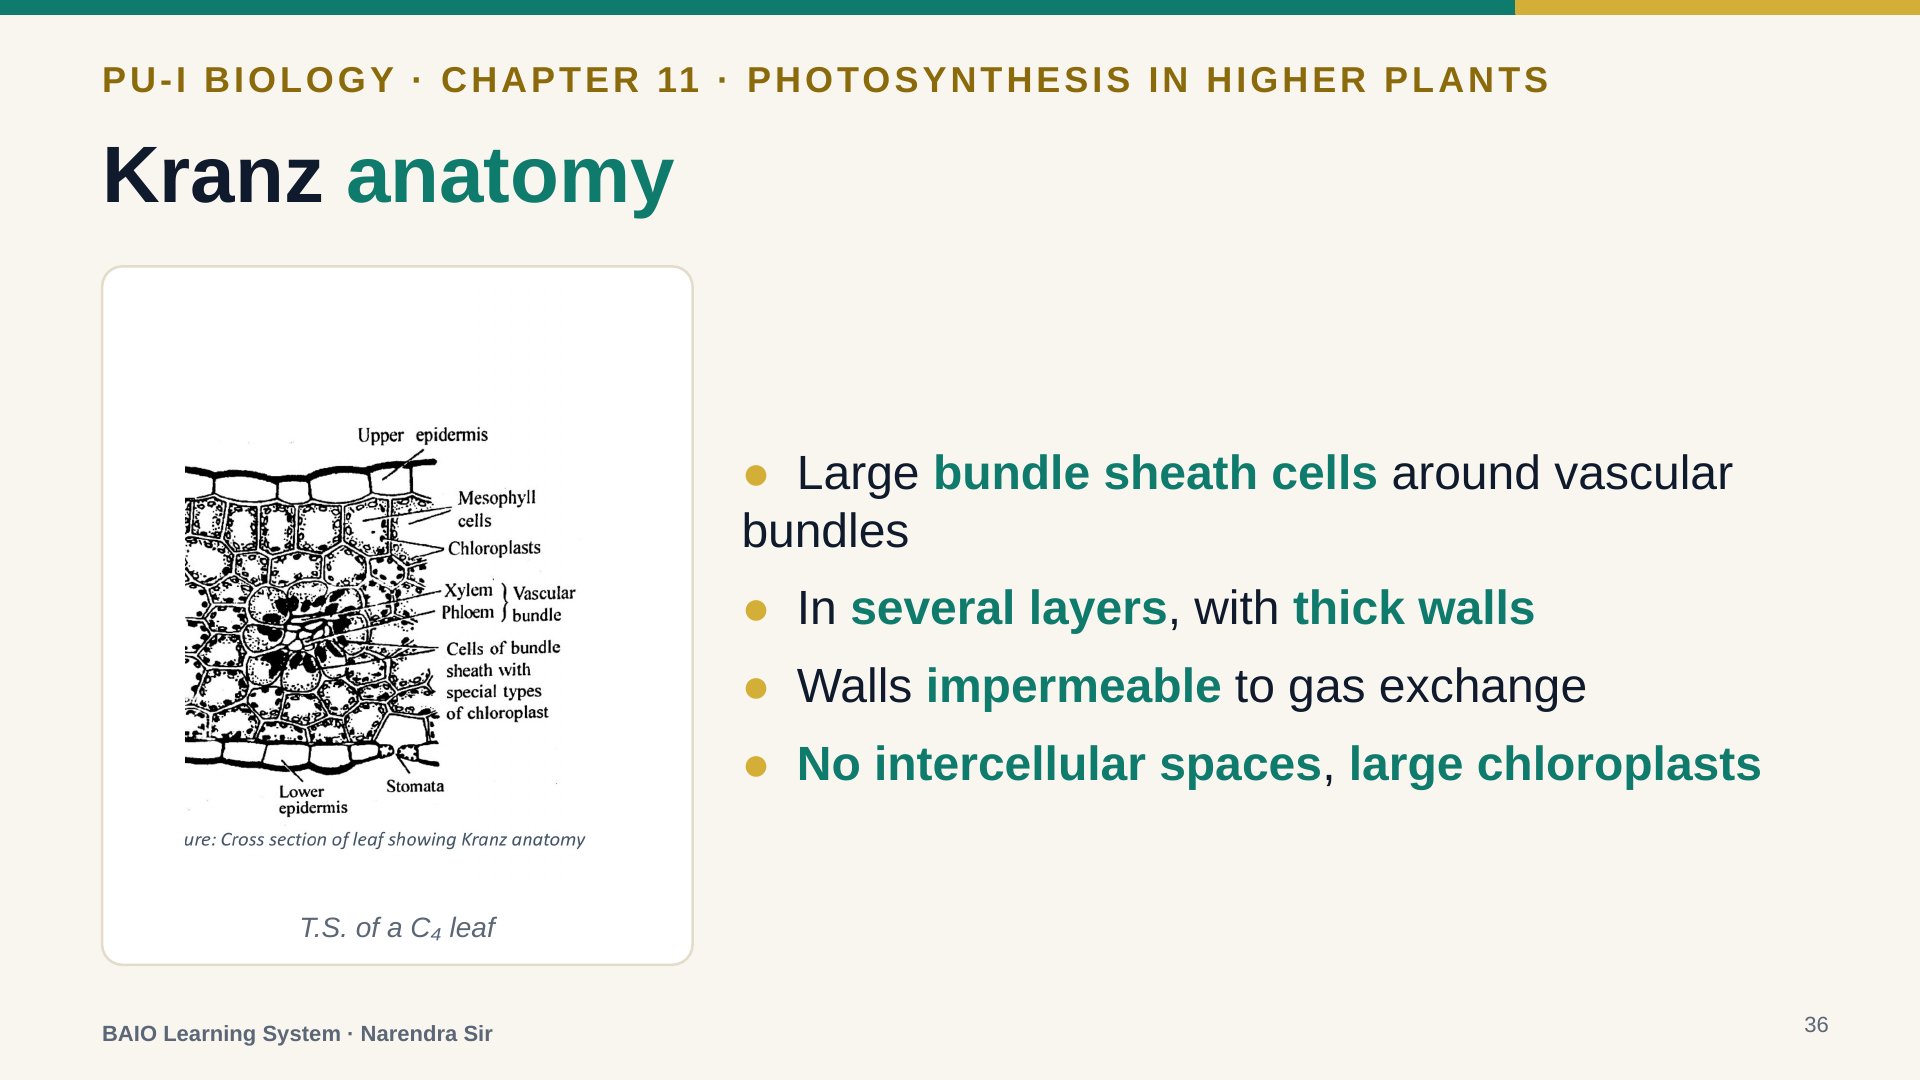 PU-I BIOLOGY · CHAPTER 11 · PHOTOSYNTHESIS IN HIGHER PLANTS
Kranz anatomy
Upper epidermis
Mesophyll
cells
Chloroplasts
Xylem } Vascular
Phloem } bundle
Cells of bundle
sheath with
special types
of chloroplast
Stomata
Lower
epidermis
ure: Cross section of leaf showing Kranz anatomy
T.S. of a C₄ leaf
● Large bundle sheath cells around vascular
bundles
● In several layers, with thick walls
● Walls impermeable to gas exchange
● No intercellular spaces, large chloroplasts
BAIO Learning System · Narendra Sir
36